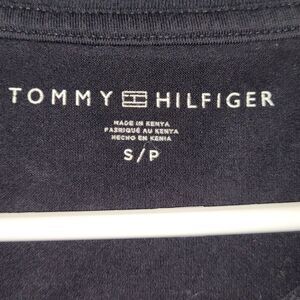 TOMMY HILFIGER
MADE IN KENYA
FABRIQUÉ AU KENYA
HECHO EN KENIA
S/P